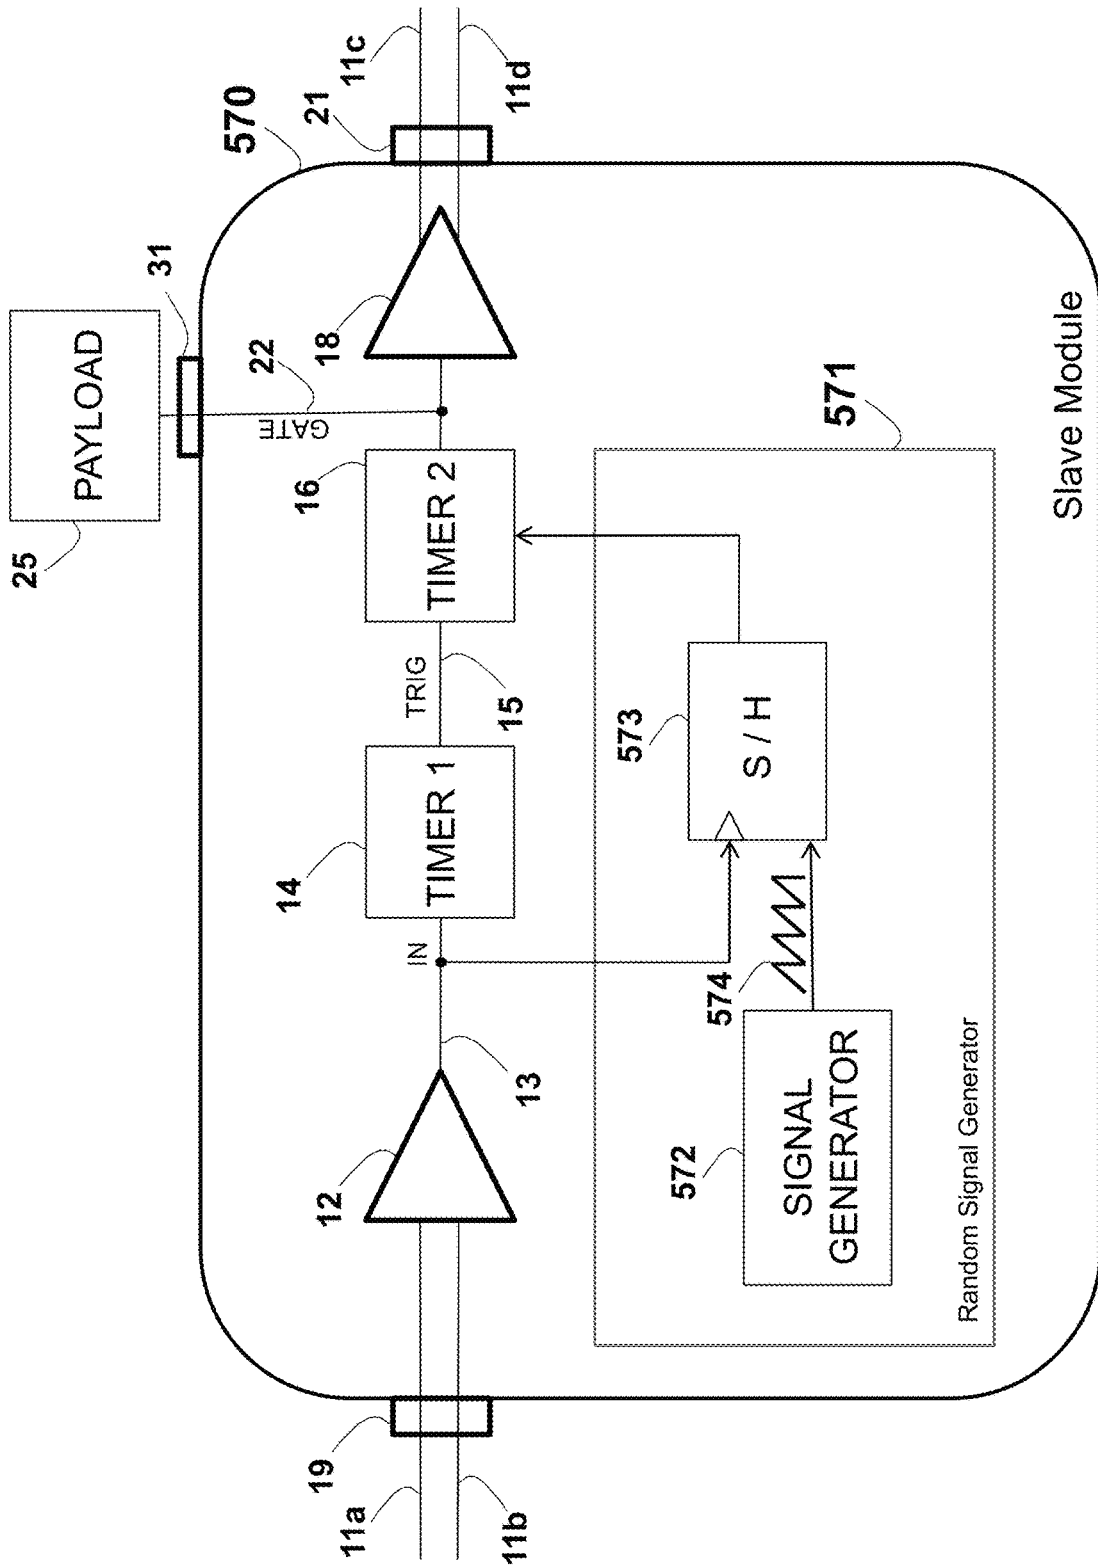 25
PAYLOAD
31
570
21
11c
11d
22
GATE
16
TIMER 2
18
TRIG
15
14
TIMER 1
IN
12
13
19
11a
11b
571
573
S / H
574
572
SIGNAL
GENERATOR
Random Signal Generator
Slave Module